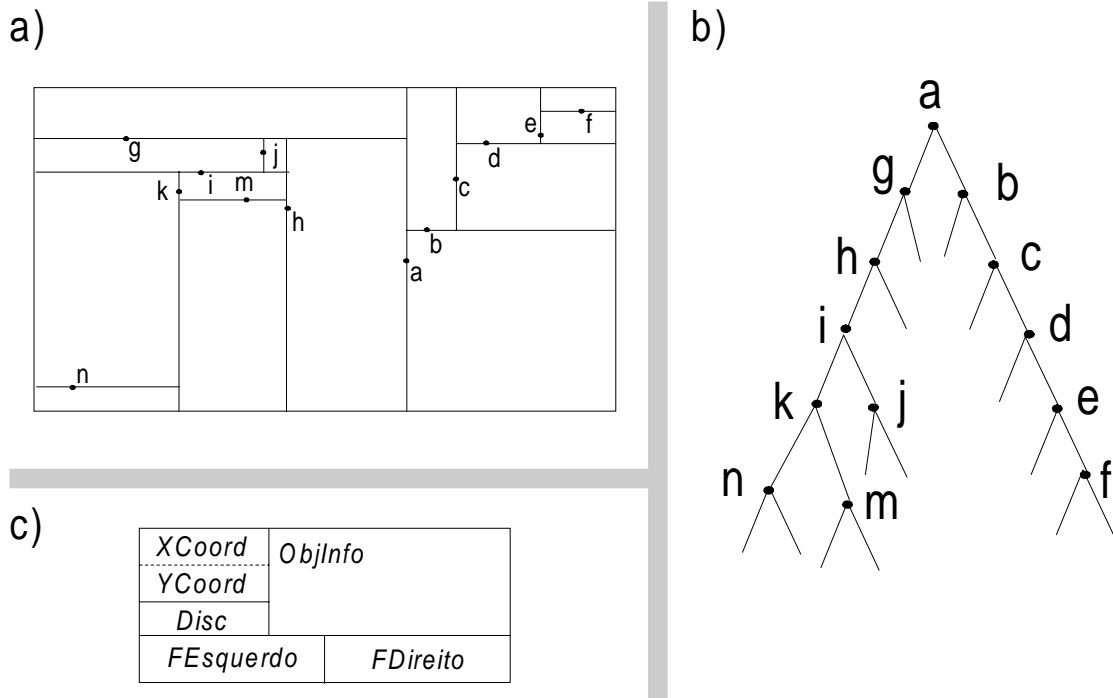 a)
g
j
k
i
m
h
e
f
d
c
b
a
n
b)
a
g
b
h
c
i
d
k
j
e
n
m
f
c)
XCoord
ObjInfo
YCoord
Disc
FEsquerdo
FDireito